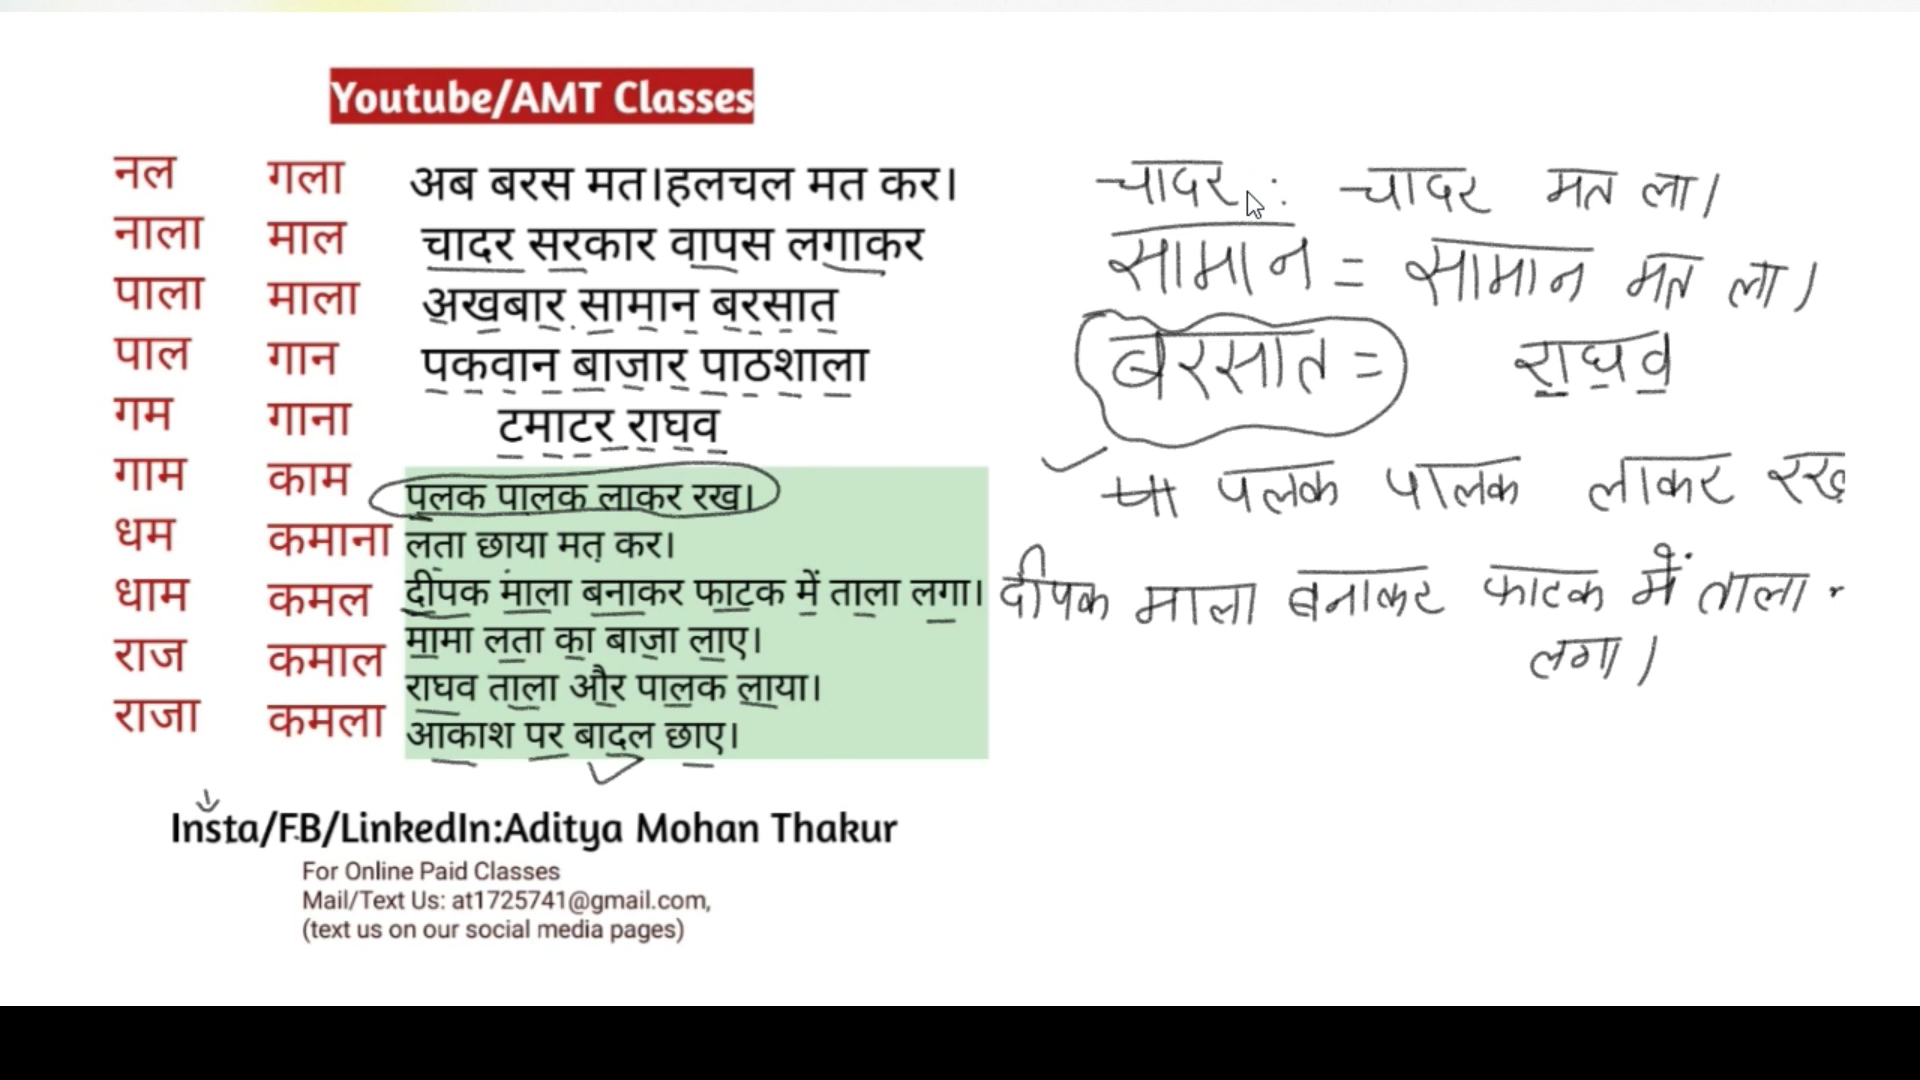 Youtube/AMT Classes
नल
नाला
पाला
पाल
गम
गाम
धम
धाम
राज
राजा
गला
माल
माला
गान
गाना
काम
कमाना
कमल
कमाल
कमला
अब बरस मत।हलचल मत कर।
चादर सरकार वापस लगाकर
अखबार सामान बरसात
पकवान बाजार पाठशाला
टमाटर राघव
पलक पालक लाकर रख।
लता छाया मत कर।
दीपक माला बनाकर फाटक में ताला लगा।
मामा लता का बाजा लाए।
राघव ताला और पालक लाया।
आकाश पर बादल छाए।
चादर : चादर मत ला।
सामान = सामान मत ला।
बरसात = राघव
पलक पालक लाकर रख
दीपक माला बनाकर फाटक में ताला
लगा।
Insta/FB/LinkedIn:Aditya Mohan Thakur
For Online Paid Classes
Mail/Text Us: at1725741@gmail.com,
(text us on our social media pages)